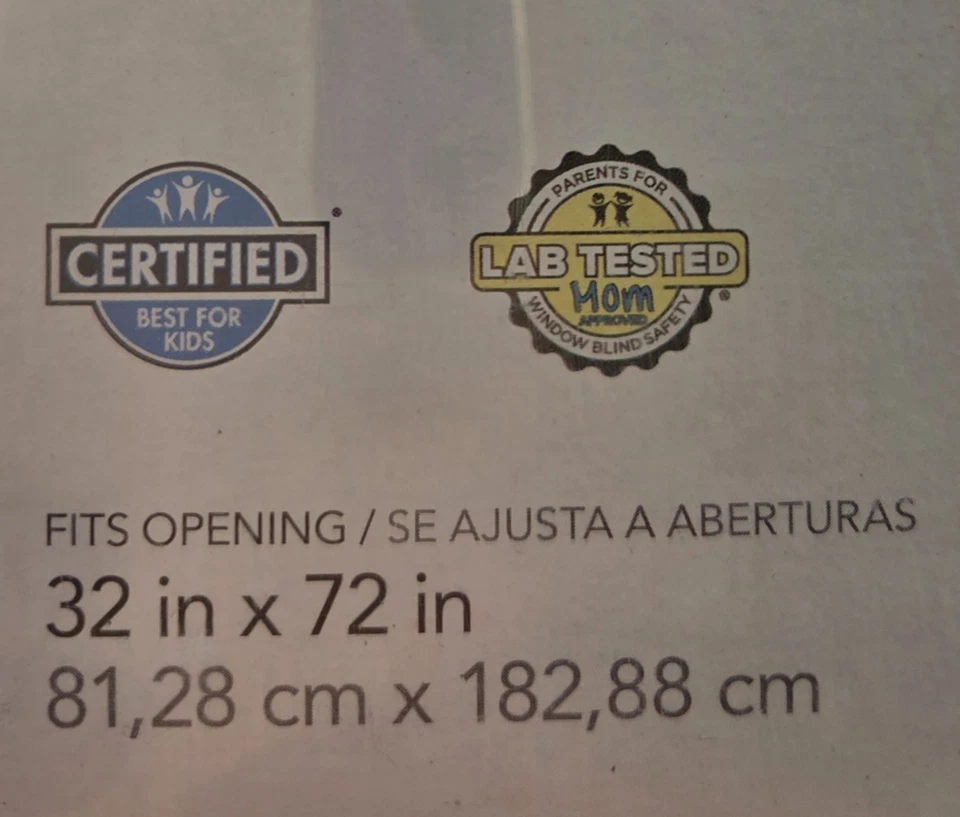 CERTIFIED
BEST FOR
KIDS
®
PARENTS FOR
LAB TESTED
Mom
APPROVED
WINDOW BLIND SAFETY
®
FITS OPENING / SE AJUSTA A ABERTURAS
32 in x 72 in
81,28 cm x 182,88 cm